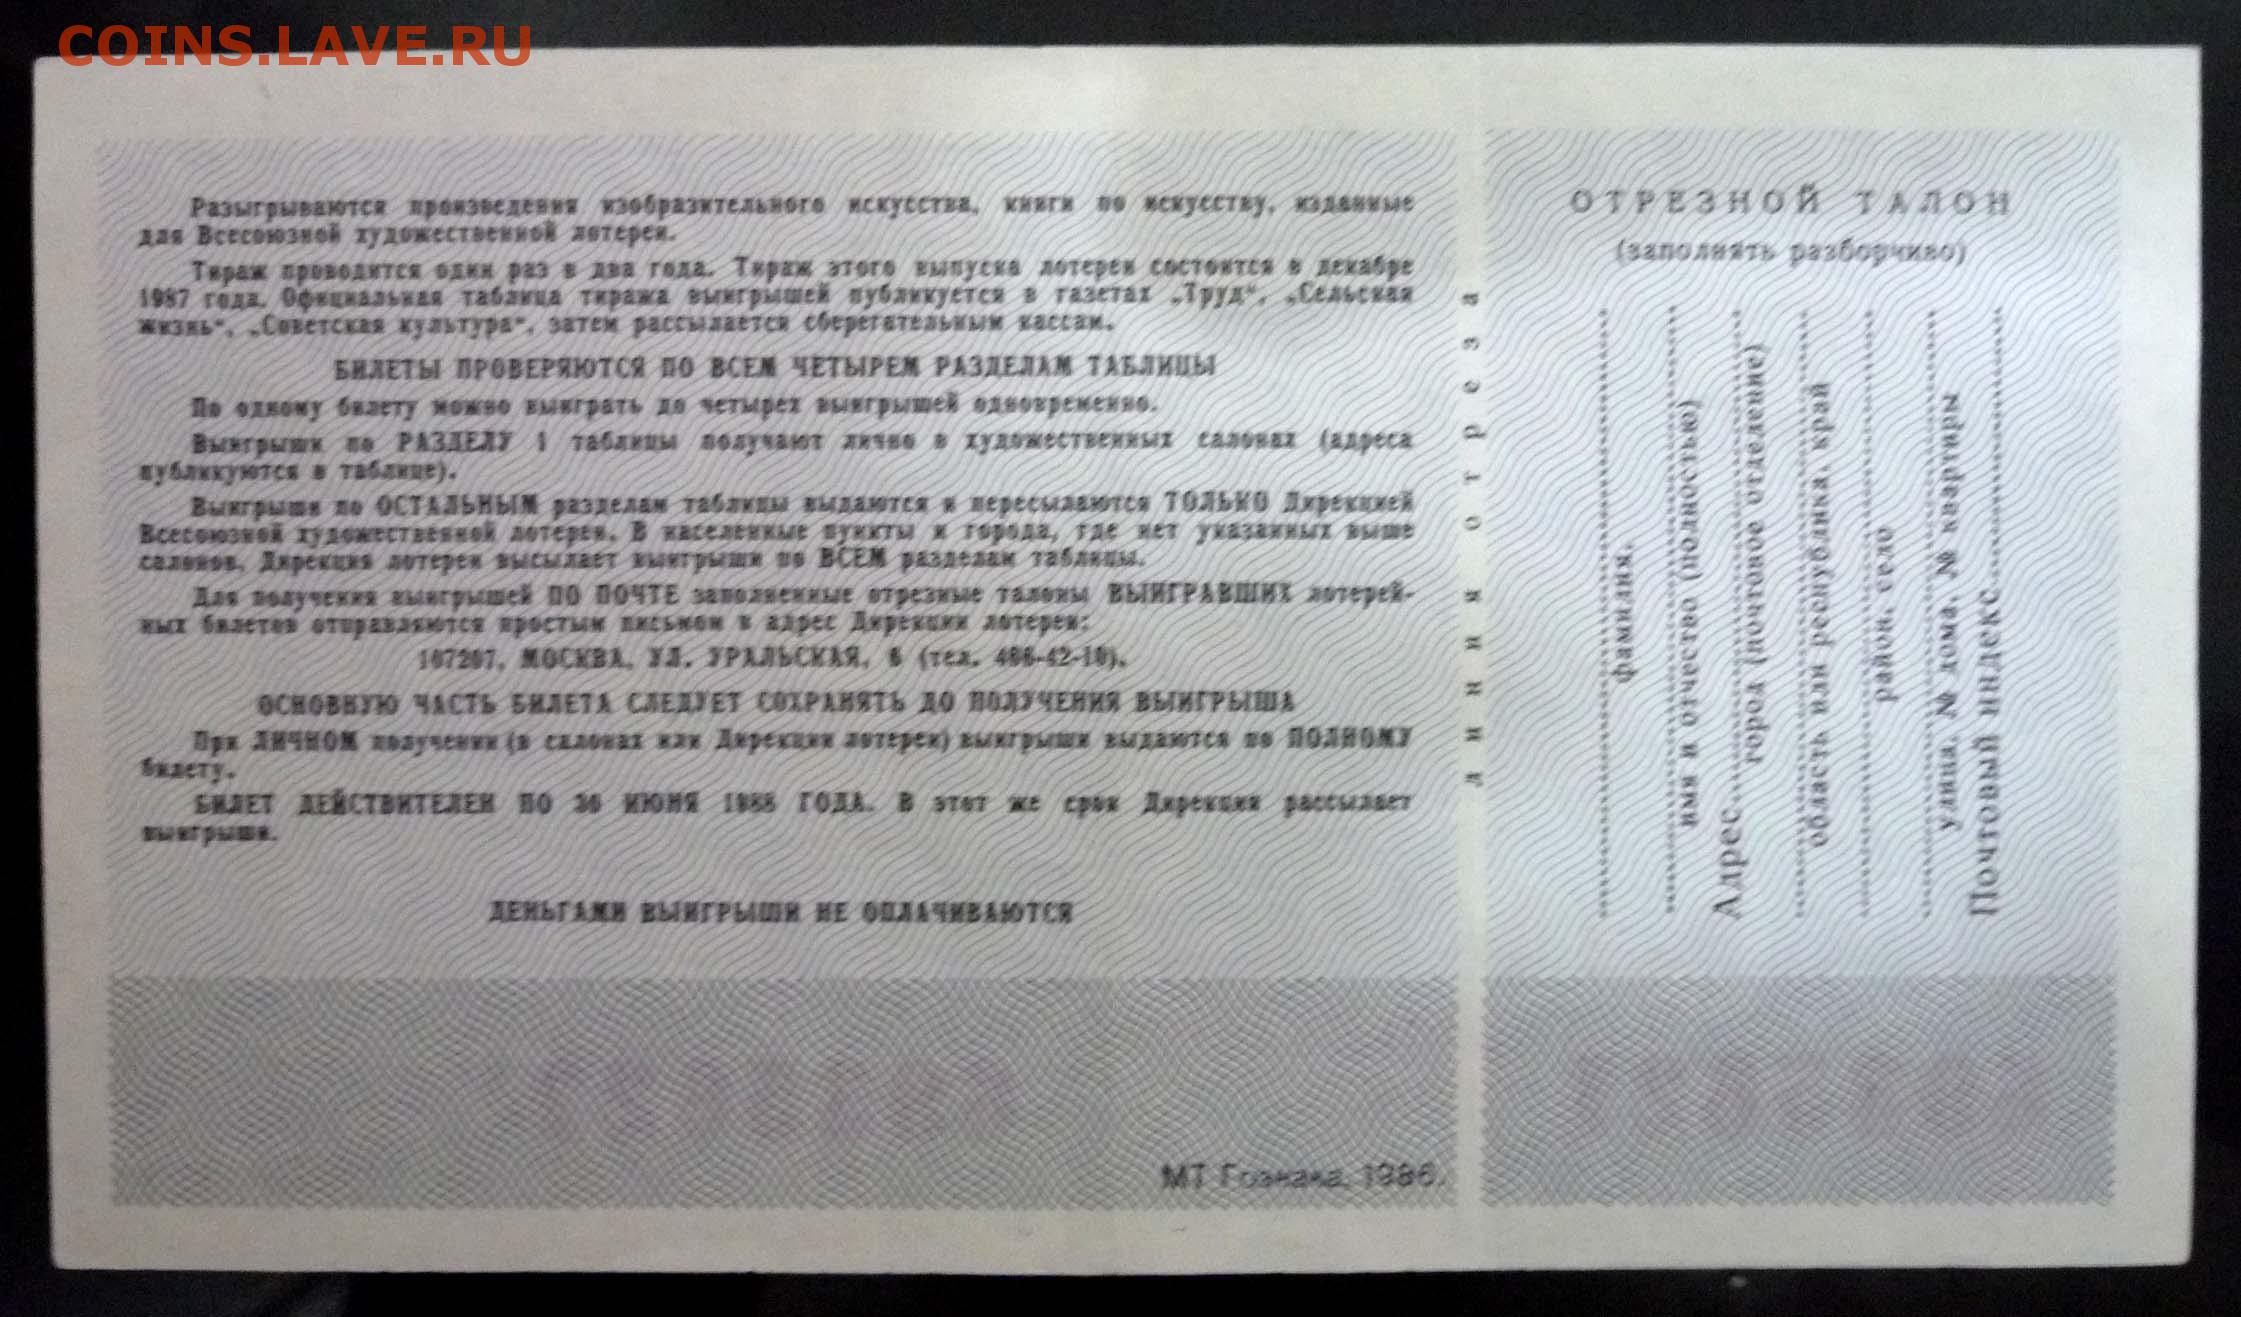 COINS.LAVE.RU
Разыгрываются произведения изобразительного искусства, книги по искусству, изданные
для Всесоюзной художественной лотереи.
Тираж проводится один раз в два года. Тираж этого выпуска лотереи состоится в декабре
1987 года. Официальная таблица тиража выигрышей публикуется в газетах „Труд“, „Сельская
жизнь“, „Советская культура“, затем рассылается сберегательным кассам.
БИЛЕТЫ ПРОВЕРЯЮТСЯ ПО ВСЕМ ЧЕТЫРЕМ РАЗДЕЛАМ ТАБЛИЦЫ
По одному билету можно выиграть до четырех выигрышей одновременно.
Выигрыши по РАЗДЕЛУ 1 таблицы получают лично в художественных салонах (адреса
публикуются в таблице).
Выигрыши по ОСТАЛЬНЫМ разделам таблицы выдаются и пересылаются ТОЛЬКО Дирекцией
Всесоюзной художественной лотереи. В населенные пункты и города, где нет указанных выше
салонов, Дирекция лотереи высылает выигрыши по ВСЕМ разделам таблицы.
Для получения выигрышей ПО ПОЧТЕ заполненные отрезные талоны ВЫИГРАВШИХ лотерей-
ных билетов отправляются простым письмом в адрес Дирекции лотереи:
107207, МОСКВА, УЛ. УРАЛЬСКАЯ, 6 (тел. 466-42-10).
ОСНОВНУЮ ЧАСТЬ БИЛЕТА СЛЕДУЕТ СОХРАНЯТЬ ДО ПОЛУЧЕНИЯ ВЫИГРЫША
При ЛИЧНОМ получении (в салонах или Дирекции лотереи) выигрыши выдаются по ПОЛНОМУ
билету.
БИЛЕТ ДЕЙСТВИТЕЛЕН ПО 30 ИЮНЯ 1988 ГОДА. В этот же срок Дирекция рассылает
выигрыши.
ДЕНЬГАМИ ВЫИГРЫШИ НЕ ОПЛАЧИВАЮТСЯ
МТ Гознака. 1986.
линия отреза
ОТРЕЗНОЙ ТАЛОН
(заполнять разборчиво)
фамилия,
имя и отчество (полностью)
Адрес
город (почтовое отделение)
область или республика, край
район, село
улица, № дома, № квартиры
Почтовый индекс